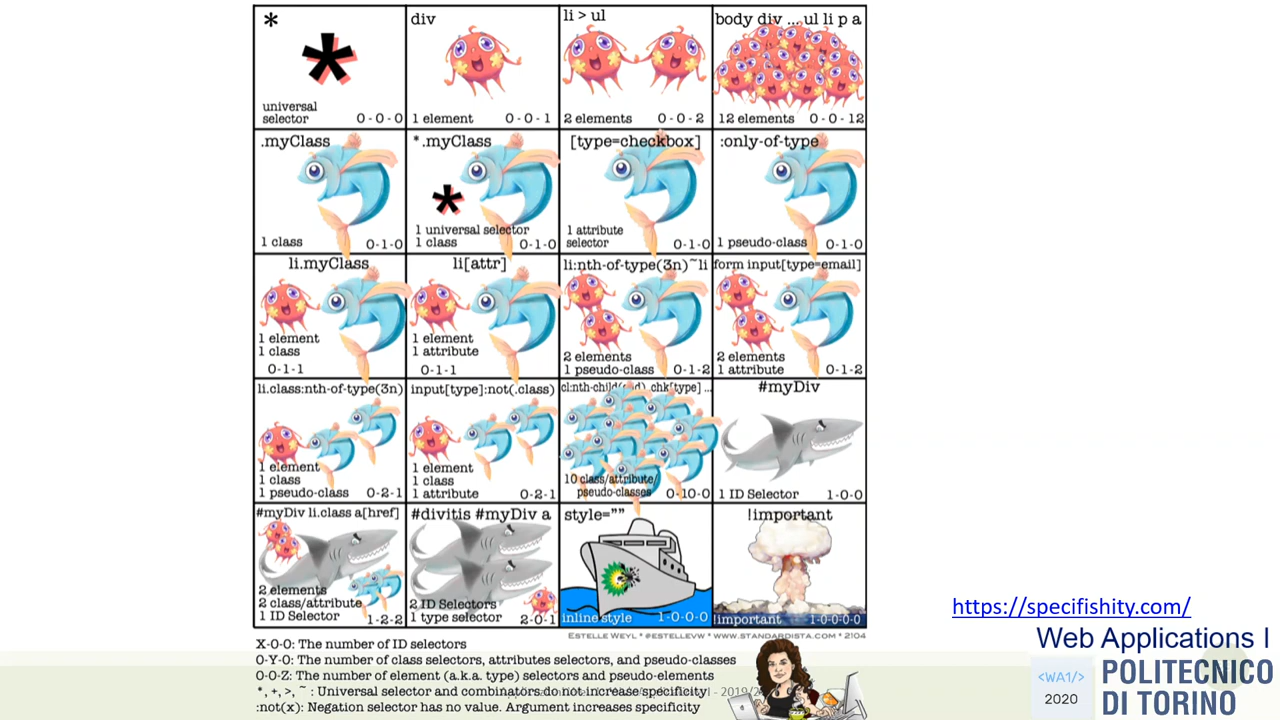 *
universal
selector
0-0-0
div
1 element
0-0-1
li > ul
2 elements
0-0-2
body div ... ul li p a
12 elements
0-0-12
.myClass
1 class
0-1-0
*.myClass
*
1 universal selector
1 class
0-1-0
[type=checkbox]
1 attribute
selector
0-1-0
:only-of-type
1 pseudo-class
0-1-0
li.myClass
1 element
1 class
0-1-1
li[attr]
1 element
1 attribute
0-1-1
li:nth-of-type(3n)~li
2 elements
1 pseudo-class
0-1-2
form input[type=email]
2 elements
1 attribute
0-1-2
li.class:nth-of-type(3n)
1 element
1 class
1 pseudo-class
0-2-1
input[type]:not(.class)
1 element
1 class
1 attribute
0-2-1
chk[type] ...
10 class/attribute/
pseudo-classes
0-10-0
#myDiv
1 ID Selector
1-0-0
#myDiv li.class a[href]
2 elements
2 class/attribute
1 ID Selector
1-2-2
#divitis #myDiv a
2 ID Selectors
1 type selector
2-0-1
style=""
inline style
1-0-0-0
!important
!important
1-0-0-0-0
Estelle Weyl * @estellevw * www.standardista.com * 2104
X-0-0: The number of ID selectors
0-Y-0: The number of class selectors, attributes selectors, and pseudo-classes
0-0-Z: The number of element (a.k.a. type) selectors and pseudo-elements
*, +, >, ~ : Universal selector and combinators do not increase specificity
:not(x): Negation selector has no value. Argument increases specificity
https://specifishity.com/
Web Applications I
<WA1/>
2020
POLITECNICO
DI TORINO